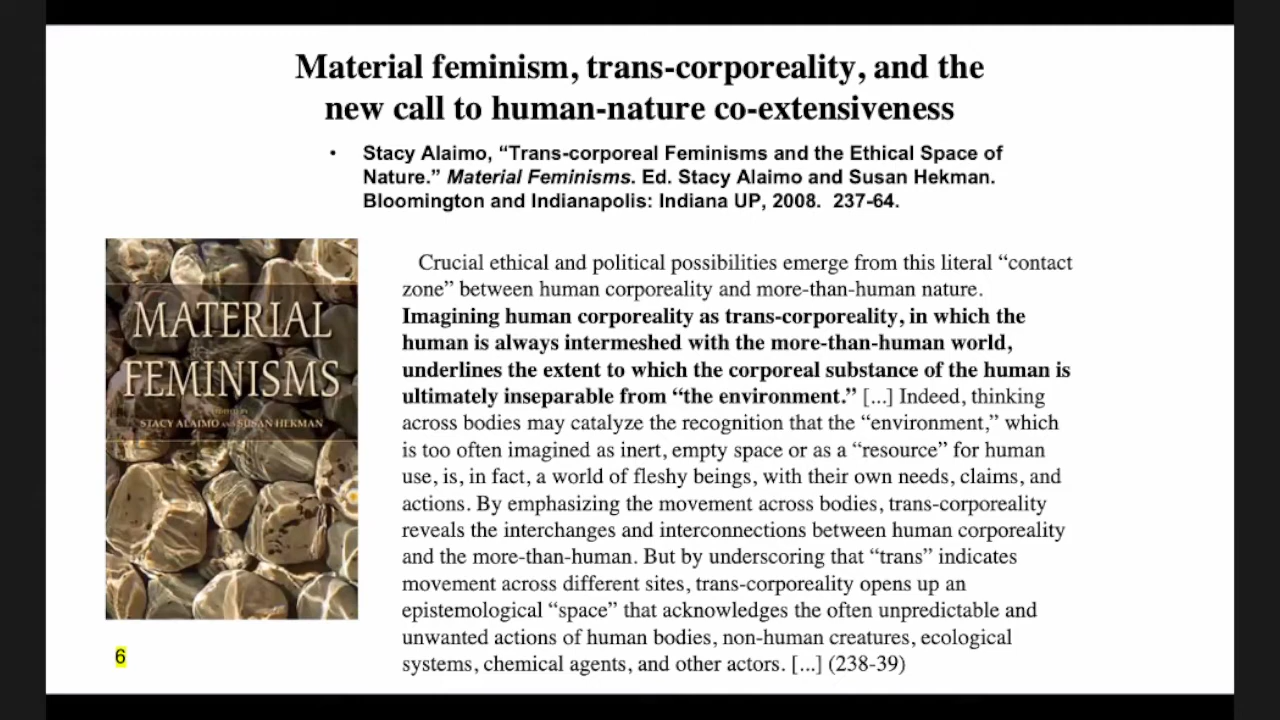 Material feminism, trans-corporeality, and the
new call to human-nature co-extensiveness
• Stacy Alaimo, “Trans-corporeal Feminisms and the Ethical Space of
Nature.” Material Feminisms. Ed. Stacy Alaimo and Susan Hekman.
Bloomington and Indianapolis: Indiana UP, 2008. 237-64.
MATERIAL
FEMINISMS
EDITED BY
STACY ALAIMO AND SUSAN HEKMAN
Crucial ethical and political possibilities emerge from this literal “contact
zone” between human corporeality and more-than-human nature.
Imagining human corporeality as trans-corporeality, in which the
human is always intermeshed with the more-than-human world,
underlines the extent to which the corporeal substance of the human is
ultimately inseparable from “the environment.” [...] Indeed, thinking
across bodies may catalyze the recognition that the “environment,” which
is too often imagined as inert, empty space or as a “resource” for human
use, is, in fact, a world of fleshy beings, with their own needs, claims, and
actions. By emphasizing the movement across bodies, trans-corporeality
reveals the interchanges and interconnections between human corporeality
and the more-than-human. But by underscoring that “trans” indicates
movement across different sites, trans-corporeality opens up an
epistemological “space” that acknowledges the often unpredictable and
unwanted actions of human bodies, non-human creatures, ecological
systems, chemical agents, and other actors. [...] (238-39)
6